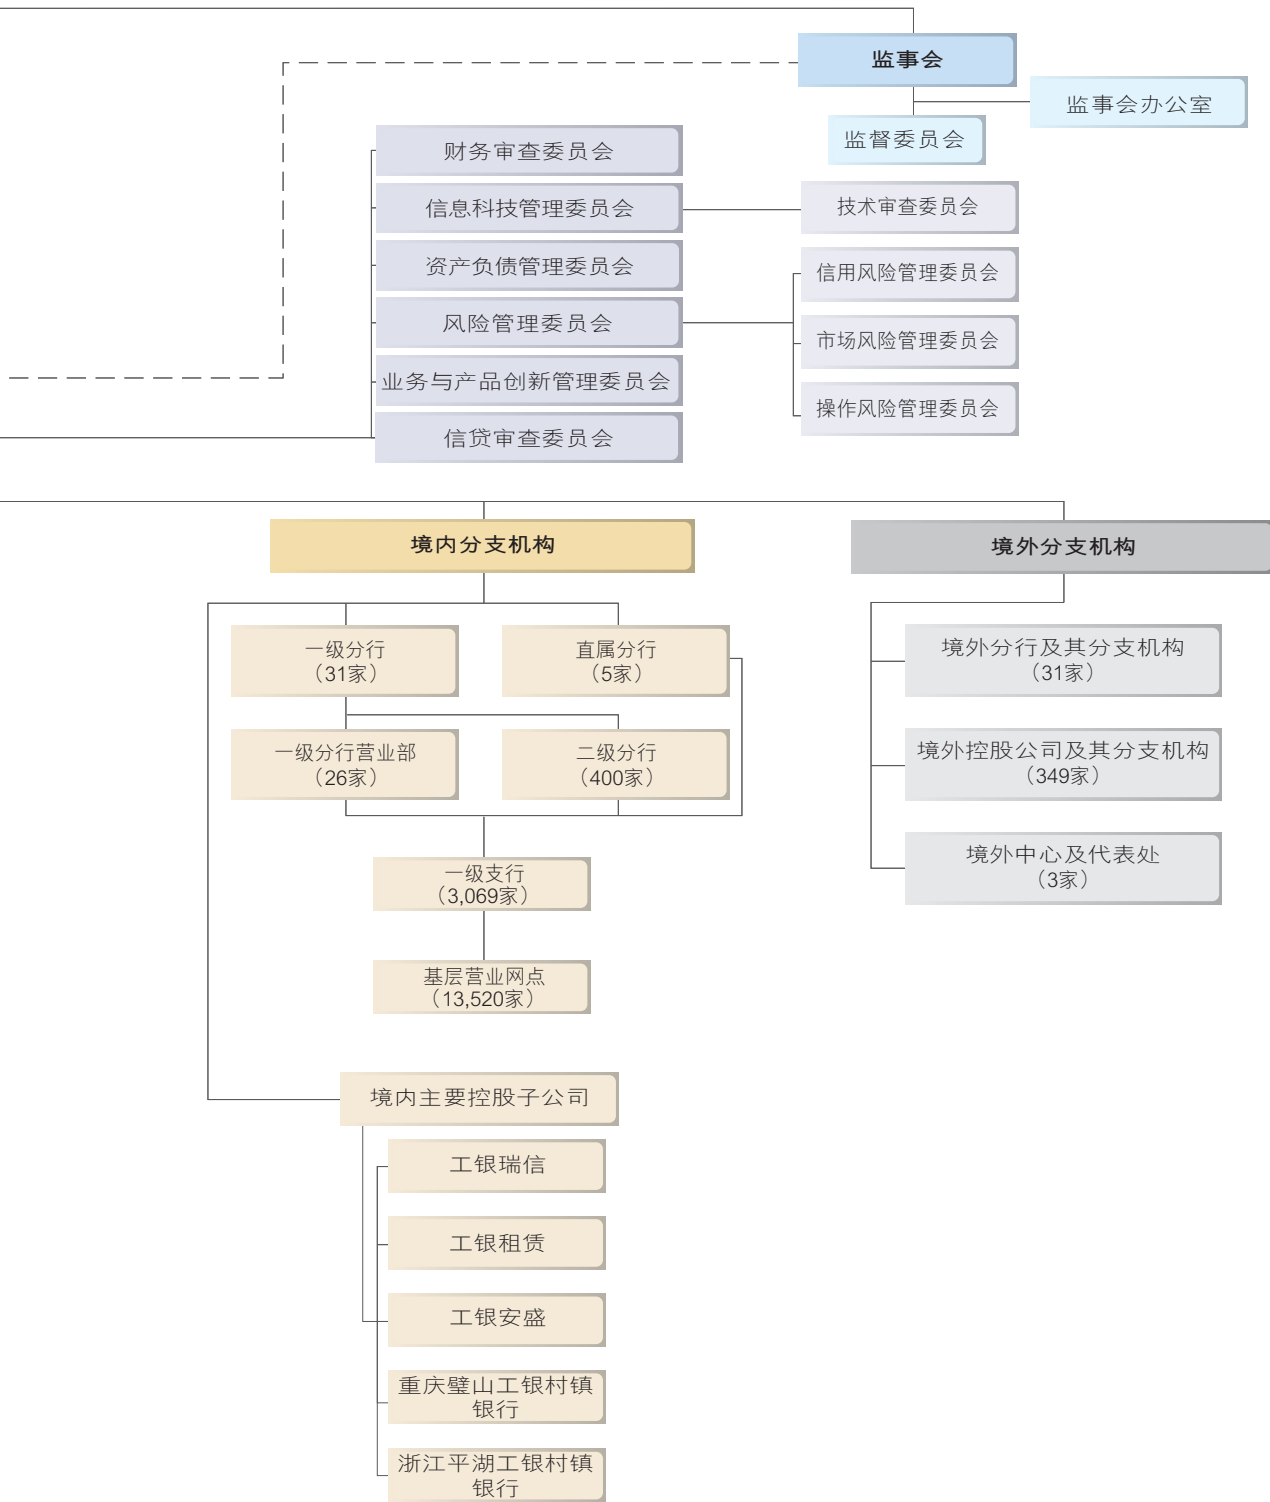 监事会
监事会办公室
监督委员会
财务审查委员会
信息科技管理委员会
技术审查委员会
资产负债管理委员会
信用风险管理委员会
风险管理委员会
市场风险管理委员会
业务与产品创新管理委员会
操作风险管理委员会
信贷审查委员会
境内分支机构
境外分支机构
一级分行
（31家）
直属分行
（5家）
境外分行及其分支机构
（31家）
一级分行营业部
（26家）
二级分行
（400家）
境外控股公司及其分支机构
（349家）
一级支行
（3,069家）
境外中心及代表处
（3家）
基层营业网点
（13,520家）
境内主要控股子公司
工银瑞信
工银租赁
工银安盛
重庆璧山工银村镇
银行
浙江平湖工银村镇
银行